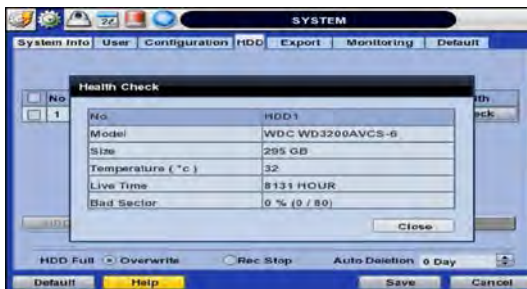 SYSTEM
System Info User Configuration HDD Export Monitoring Default
Health Check
No
1
No. HDD1
Model WDC WD3200AVCS-6
Size 295 GB
Temperature ( °c ) 32
Live Time 8131 HOUR
Bad Sector 0 % (0 / 80)
Close
HDD Full Overwrite Rec Stop Auto Deletion 0 Day
Default Help Save Cancel